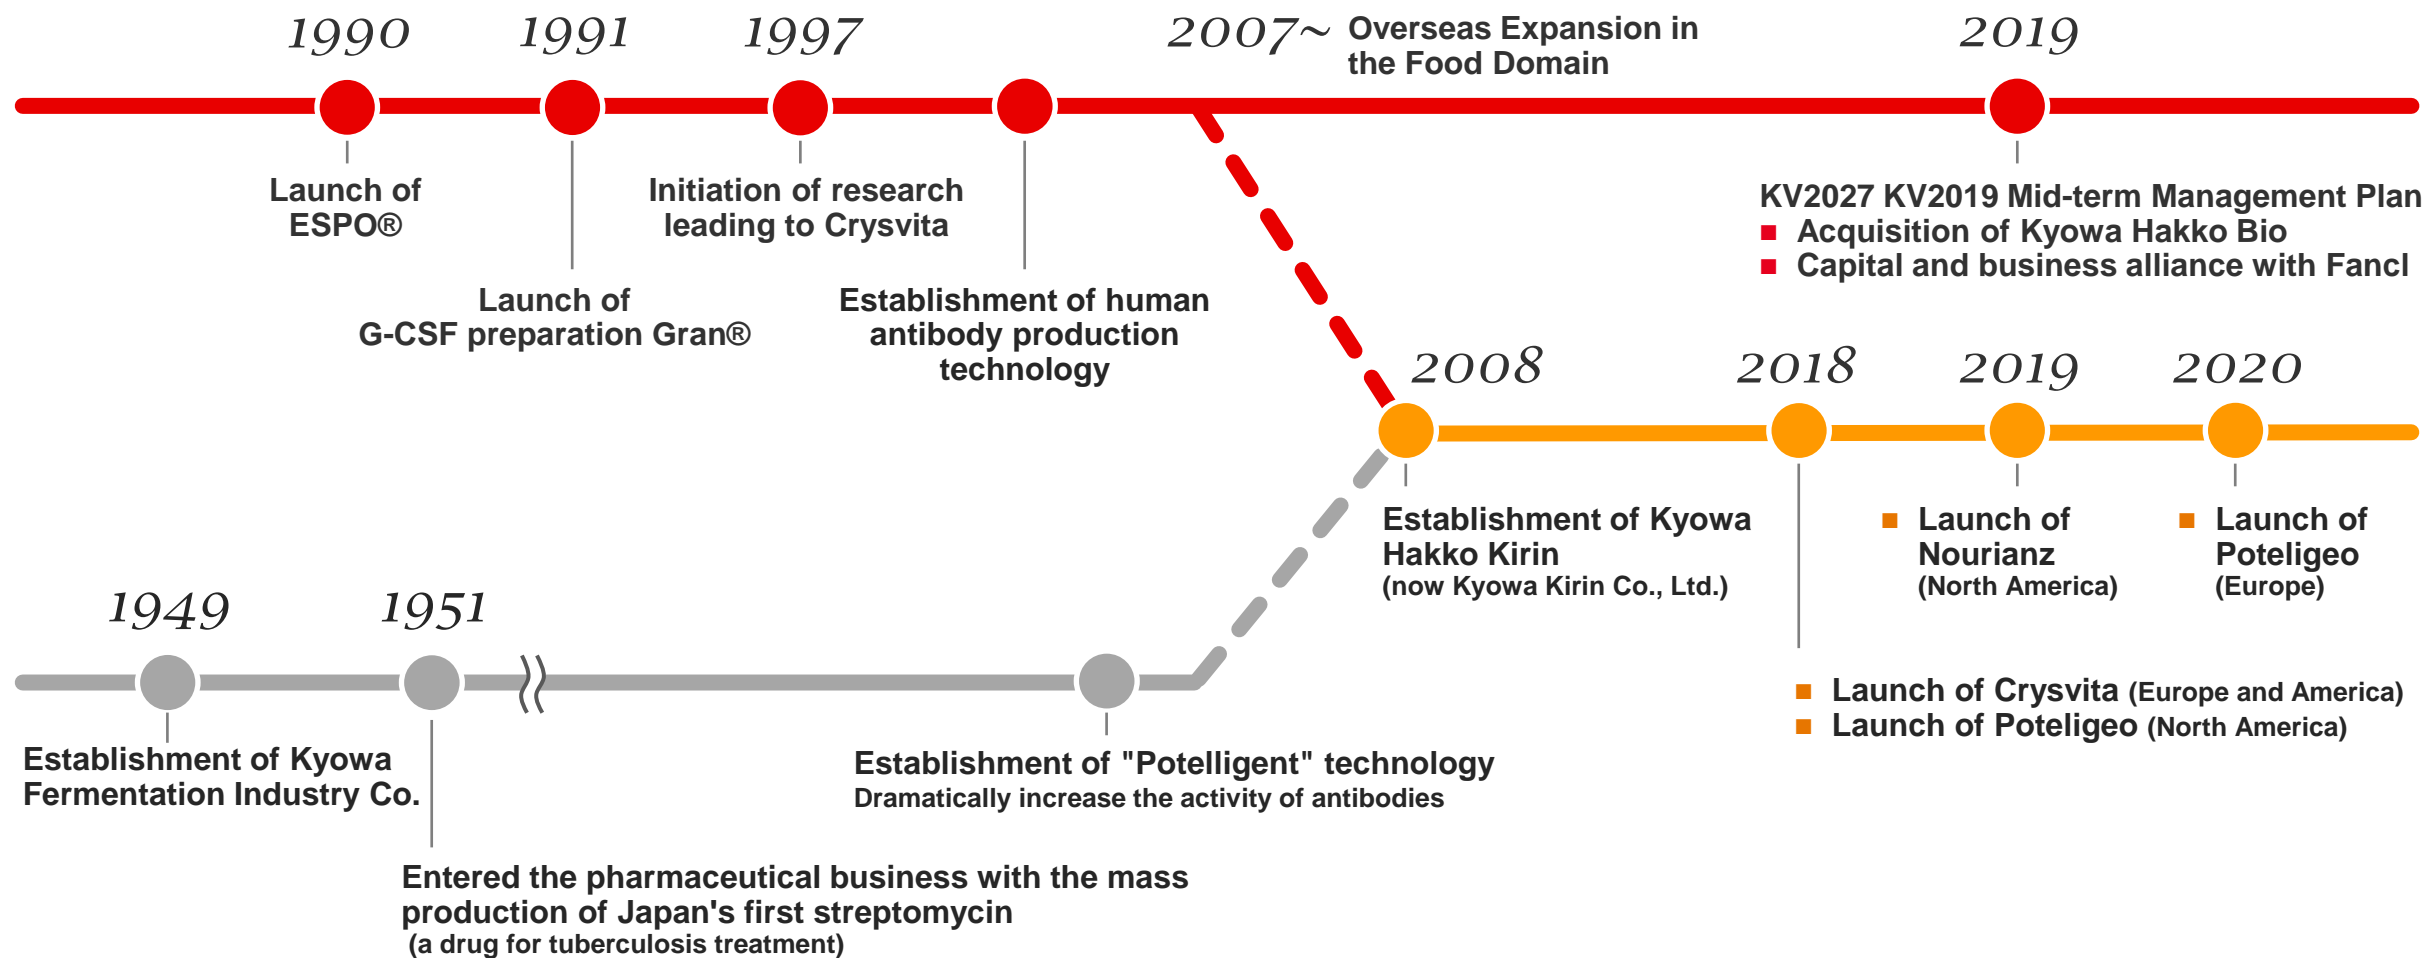 1990
1991
1997
2007~
Overseas Expansion in
the Food Domain
2019
Launch of
ESPO®
Launch of
G-CSF preparation Gran®
Initiation of research
leading to Crysvita
Establishment of human
antibody production
technology
KV2027 KV2019 Mid-term Management Plan
■ Acquisition of Kyowa Hakko Bio
■ Capital and business alliance with Fancl
2008
2018
2019
2020
Establishment of Kyowa
Hakko Kirin
(now Kyowa Kirin Co., Ltd.)
■ Launch of
Nourianz
(North America)
■ Launch of
Poteligeo
(Europe)
■ Launch of Crysvita (Europe and America)
■ Launch of Poteligeo (North America)
1949
1951
Establishment of Kyowa
Fermentation Industry Co.
Establishment of "Potelligent" technology
Dramatically increase the activity of antibodies
Entered the pharmaceutical business with the mass
production of Japan's first streptomycin
(a drug for tuberculosis treatment)